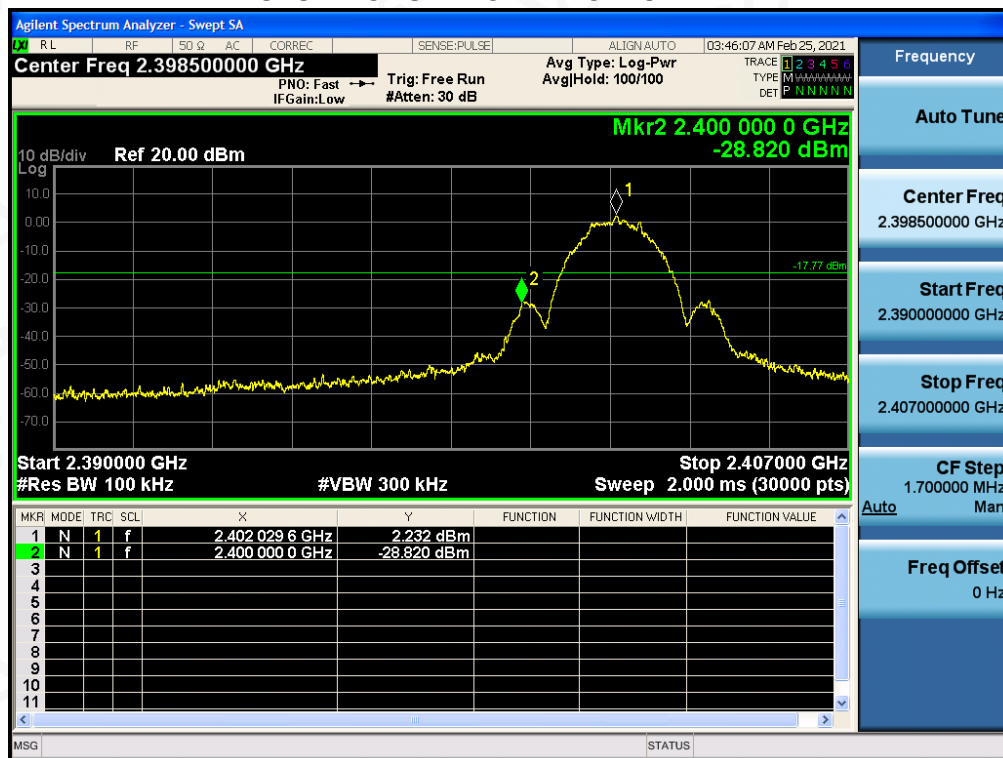 Agilent Spectrum Analyzer - Swept SA
LXI RL RF 50 Ω AC CORREC SENSE:PULSE ALIGN AUTO 03:46:07 AM Feb 25, 2021
Center Freq 2.398500000 GHz
PNO: Fast
IFGain:Low
Trig: Free Run
#Atten: 30 dB
Avg Type: Log-Pwr
Avg|Hold: 100/100
TRACE 1 2 3 4 5 6
TYPE M
DET P N N N N N
Mkr2 2.400 000 0 GHz
-28.820 dBm
10 dB/div Ref 20.00 dBm
Log
10.0
0.00
-10.0
-20.0
-30.0
-40.0
-50.0
-60.0
-70.0
1
2
-17.77 dBm
Start 2.390000 GHz Stop 2.407000 GHz
#Res BW 100 kHz #VBW 300 kHz Sweep 2.000 ms (30000 pts)
MKR MODE TRC SCL X Y FUNCTION FUNCTION WIDTH FUNCTION VALUE
1 N 1 f 2.402 029 6 GHz 2.232 dBm
2 N 1 f 2.400 000 0 GHz -28.820 dBm
3
4
5
6
7
8
9
10
11
MSG STATUS
Frequency
Auto Tune
Center Freq
2.398500000 GHz
Start Freq
2.390000000 GHz
Stop Freq
2.407000000 GHz
CF Step
1.700000 MHz
Auto Man
Freq Offset
0 Hz